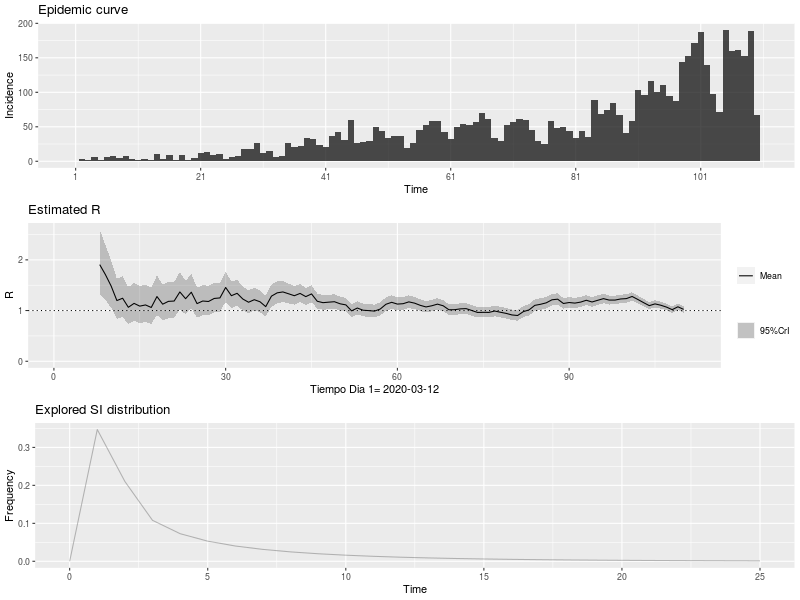 Epidemic curve
Incidence
200
150
100
50
0
1 21 41 61 81 101
Time
Estimated R
R
2
1
0
0 30 60 90
Tiempo Dia 1= 2020-03-12
Mean
95%CrI
Explored SI distribution
Frequency
0.3
0.2
0.1
0.0
0 5 10 15 20 25
Time